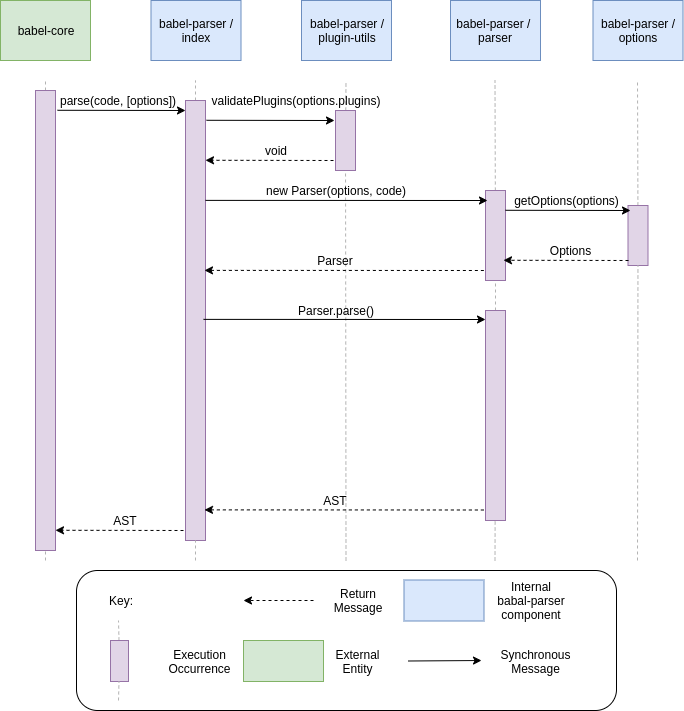 babel-core
babel-parser /
index
babel-parser /
plugin-utils
babel-parser /
parser
babel-parser /
options
parse(code, [options])
validatePlugins(options.plugins)
void
new Parser(options, code)
getOptions(options)
Options
Parser
Parser.parse()
AST
AST
Key:
Return
Message
Internal
babal-parser
component
Execution
Occurrence
External
Entity
Synchronous
Message